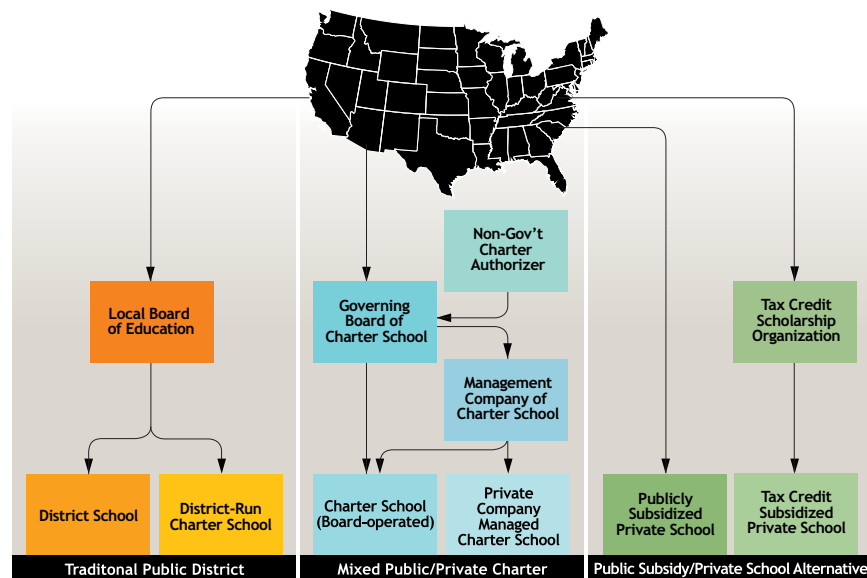 Non-Gov’t
Charter
Authorizer
Local Board
of Education
Governing
Board of
Charter School
Tax Credit
Scholarship
Organization
Management
Company of
Charter School
District School
District-Run
Charter School
Charter School
(Board-operated)
Private
Company
Managed
Charter School
Publicly
Subsidized
Private School
Tax Credit
Subsidized
Private School
Traditonal Public District
Mixed Public/Private Charter
Public Subsidy/Private School Alternative